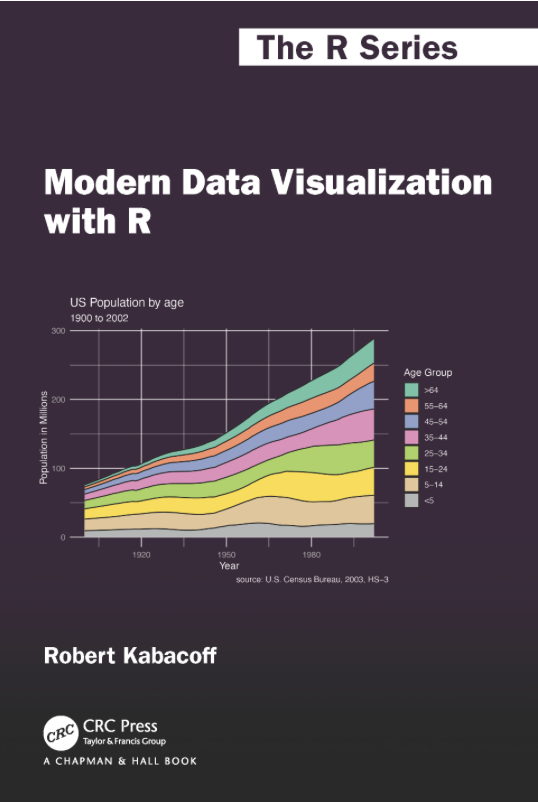 The R Series
Modern Data Visualization
with R
US Population by age
1900 to 2002
300
200
100
0
Population in Millions
1920
1950
1980
Year
source: U.S. Census Bureau, 2003, HS−3
Age Group
>64
55−64
45−54
35−44
25−34
15−24
5−14
<5
Robert Kabacoff
CRC
CRC Press
Taylor & Francis Group
A CHAPMAN & HALL BOOK